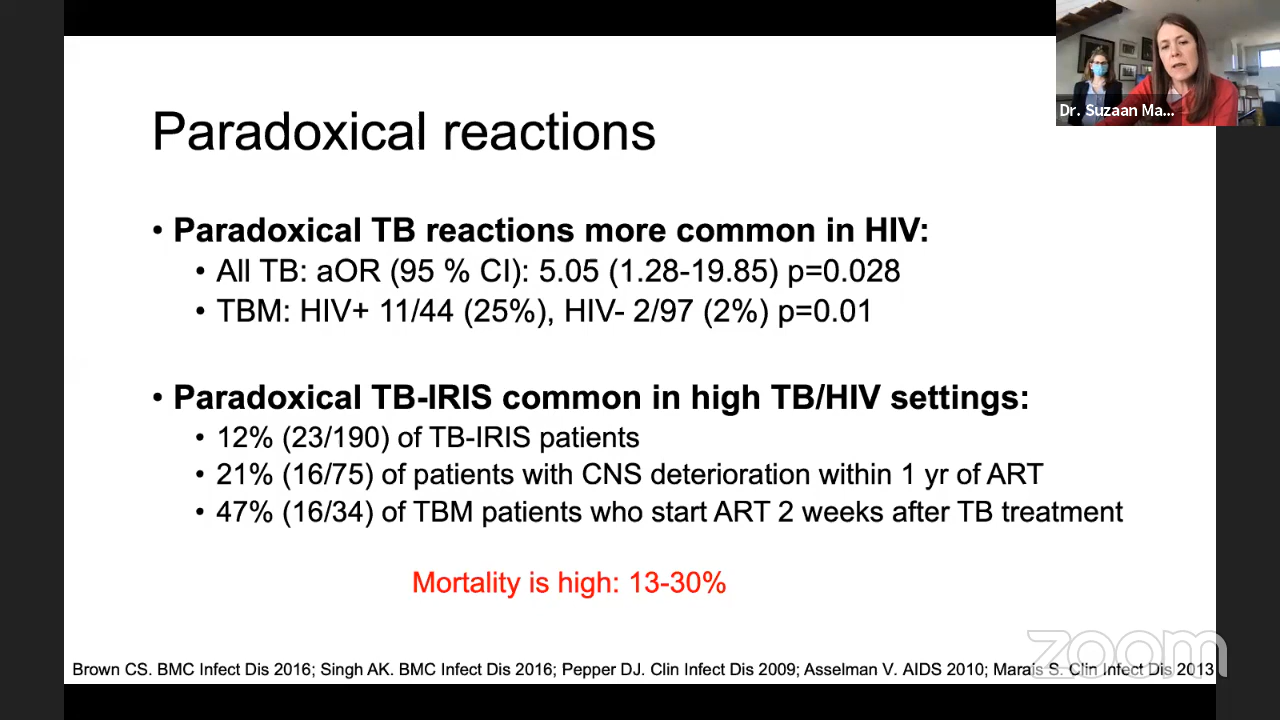 Dr. Suzaan Ma...
Paradoxical reactions
• Paradoxical TB reactions more common in HIV:
• All TB: aOR (95 % CI): 5.05 (1.28-19.85) p=0.028
• TBM: HIV+ 11/44 (25%), HIV- 2/97 (2%) p=0.01
• Paradoxical TB-IRIS common in high TB/HIV settings:
• 12% (23/190) of TB-IRIS patients
• 21% (16/75) of patients with CNS deterioration within 1 yr of ART
• 47% (16/34) of TBM patients who start ART 2 weeks after TB treatment
Mortality is high: 13-30%
zoom
Brown CS. BMC Infect Dis 2016; Singh AK. BMC Infect Dis 2016; Pepper DJ. Clin Infect Dis 2009; Asselman V. AIDS 2010; Marais S. Clin Infect Dis 2013